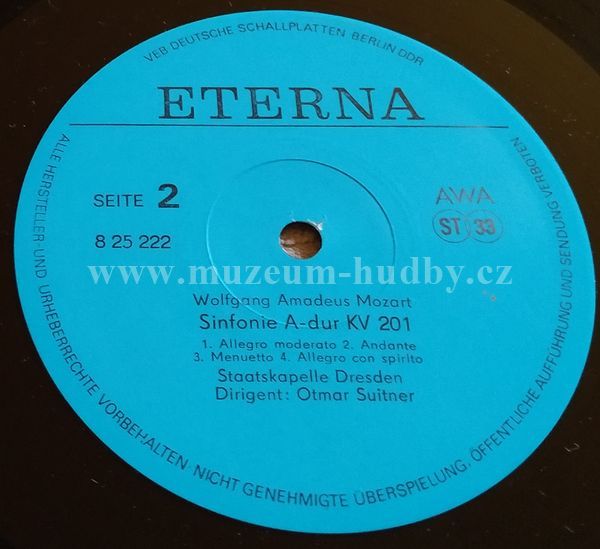 VEB DEUTSCHE SCHALLPLATTEN BERLIN DDR
ETERNA
SEITE 2
AWA
ST 33
8 25 222
www.muzeum-hudby.cz
Wolfgang Amadeus Mozart
Sinfonie A-dur KV 201
1. Allegro moderato 2. Andante
3. Menuetto 4. Allegro con spirito
Staatskapelle Dresden
Dirigent: Otmar Suitner
ALLE HERSTELLER- UND URHEBERRECHTE VORBEHALTEN · NICHT GENEHMIGTE ÜBERSPIELUNG, ÖFFENTLICHE AUFFÜHRUNG UND SENDUNG VERBOTEN